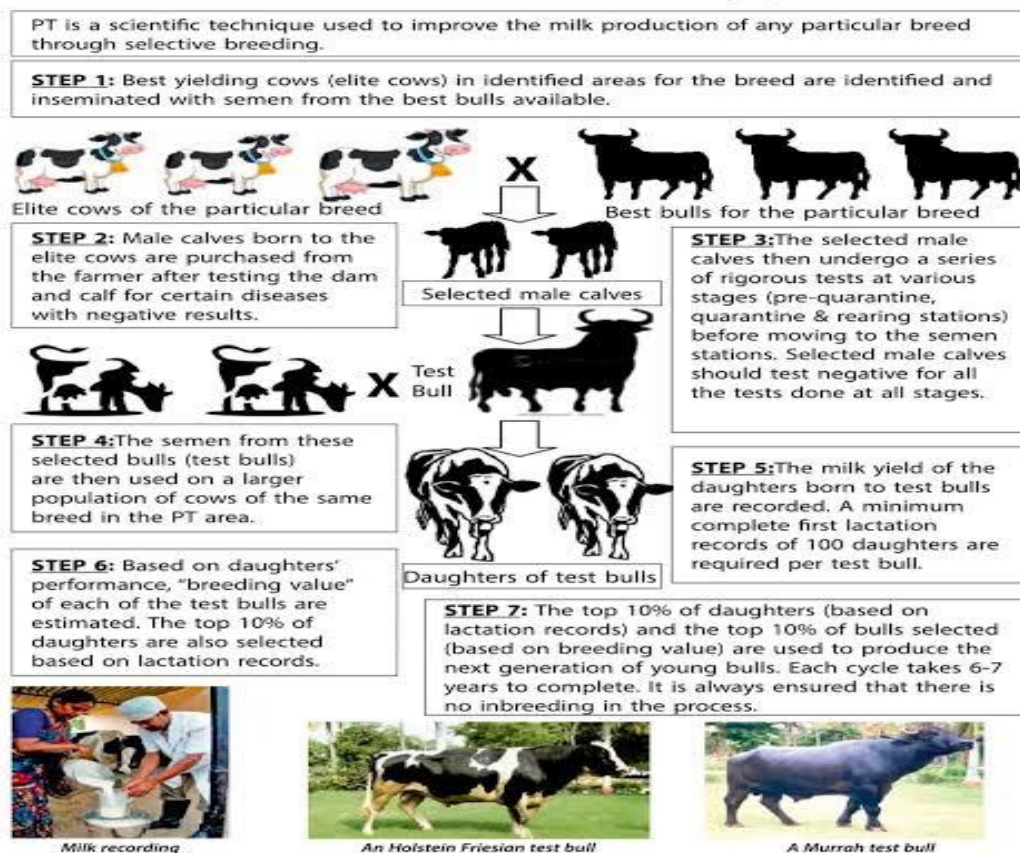 PT is a scientific technique used to improve the milk production of any particular breed
through selective breeding.
STEP 1: Best yielding cows (elite cows) in identified areas for the breed are identified and
inseminated with semen from the best bulls available.
X
Elite cows of the particular breed
Best bulls for the particular breed
STEP 2: Male calves born to the
elite cows are purchased from
the farmer after testing the dam
and calf for certain diseases
with negative results.
Selected male calves
STEP 3:The selected male
calves then undergo a series
of rigorous tests at various
stages (pre-quarantine,
quarantine & rearing stations)
before moving to the semen
stations. Selected male calves
should test negative for all
the tests done at all stages.
X
Test
Bull
STEP 4:The semen from these
selected bulls (test bulls)
are then used on a larger
population of cows of the same
breed in the PT area.
STEP 5:The milk yield of the
daughters born to test bulls
are recorded. A minimum
complete first lactation
records of 100 daughters are
required per test bull.
Daughters of test bulls
STEP 6: Based on daughters'
performance, "breeding value"
of each of the test bulls are
estimated. The top 10% of
daughters are also selected
based on lactation records.
STEP 7: The top 10% of daughters (based on
lactation records) and the top 10% of bulls selected
(based on breeding value) are used to produce the
next generation of young bulls. Each cycle takes 6-7
years to complete. It is always ensured that there is
no inbreeding in the process.
Milk recording
An Holstein Friesian test bull
A Murrah test bull